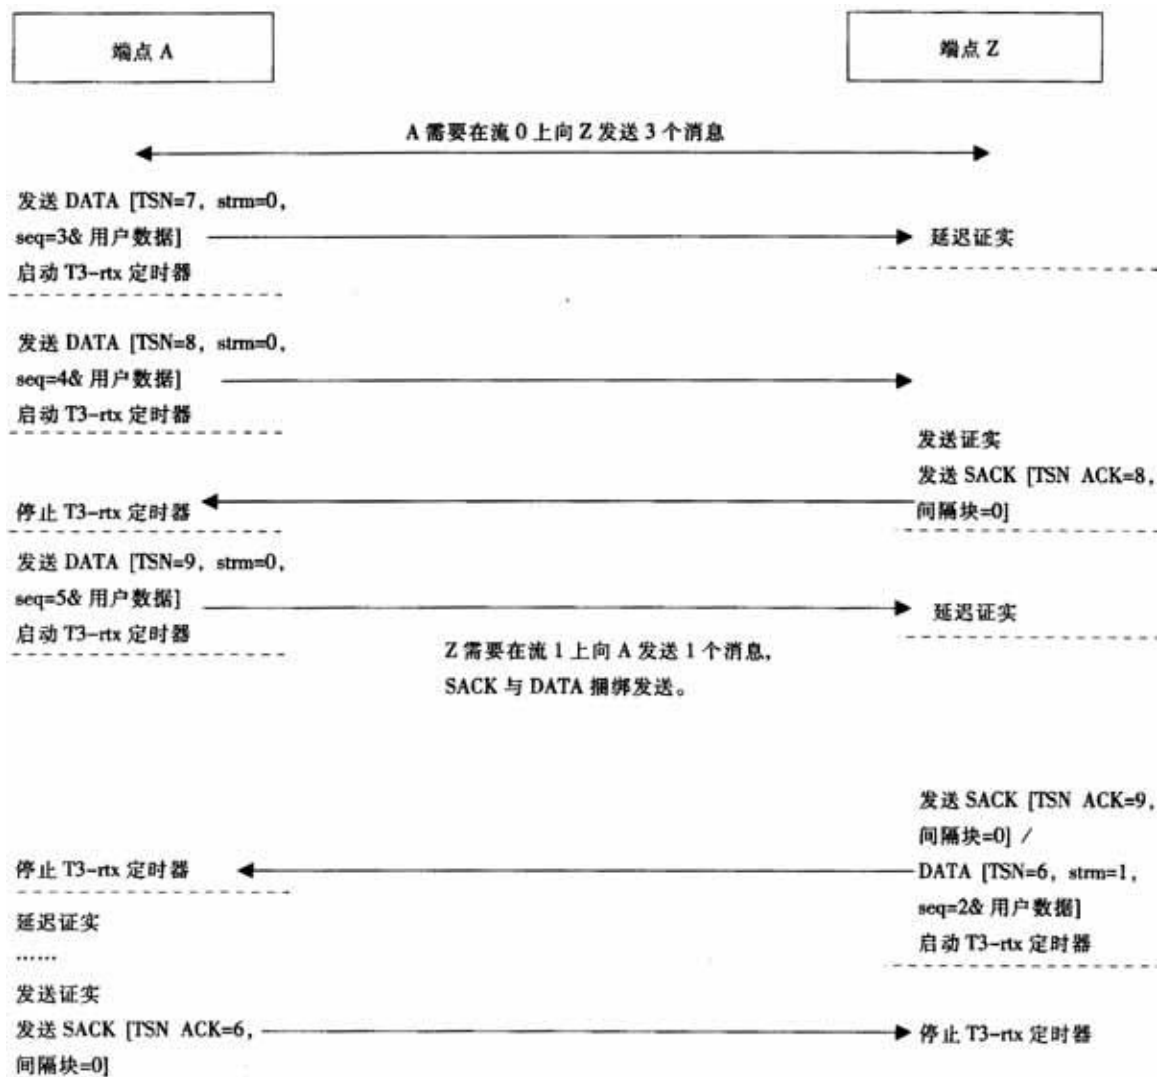 端点 A
端点 Z
A 需要在流 0 上向 Z 发送 3 个消息
发送 DATA [TSN=7, strm=0,
seq=3& 用户数据]
启动 T3-rtx 定时器
延迟证实
发送 DATA [TSN=8, strm=0,
seq=4& 用户数据]
启动 T3-rtx 定时器
发送证实
发送 SACK [TSN ACK=8,
间隔块=0]
停止 T3-rtx 定时器
发送 DATA [TSN=9, strm=0,
seq=5& 用户数据]
启动 T3-rtx 定时器
延迟证实
Z 需要在流 1 上向 A 发送 1 个消息,
SACK 与 DATA 捆绑发送。
发送 SACK [TSN ACK=9,
间隔块=0] /
DATA [TSN=6, strm=1,
seq=2& 用户数据]
启动 T3-rtx 定时器
停止 T3-rtx 定时器
延迟证实
……
发送证实
发送 SACK [TSN ACK=6,
间隔块=0]
停止 T3-rtx 定时器